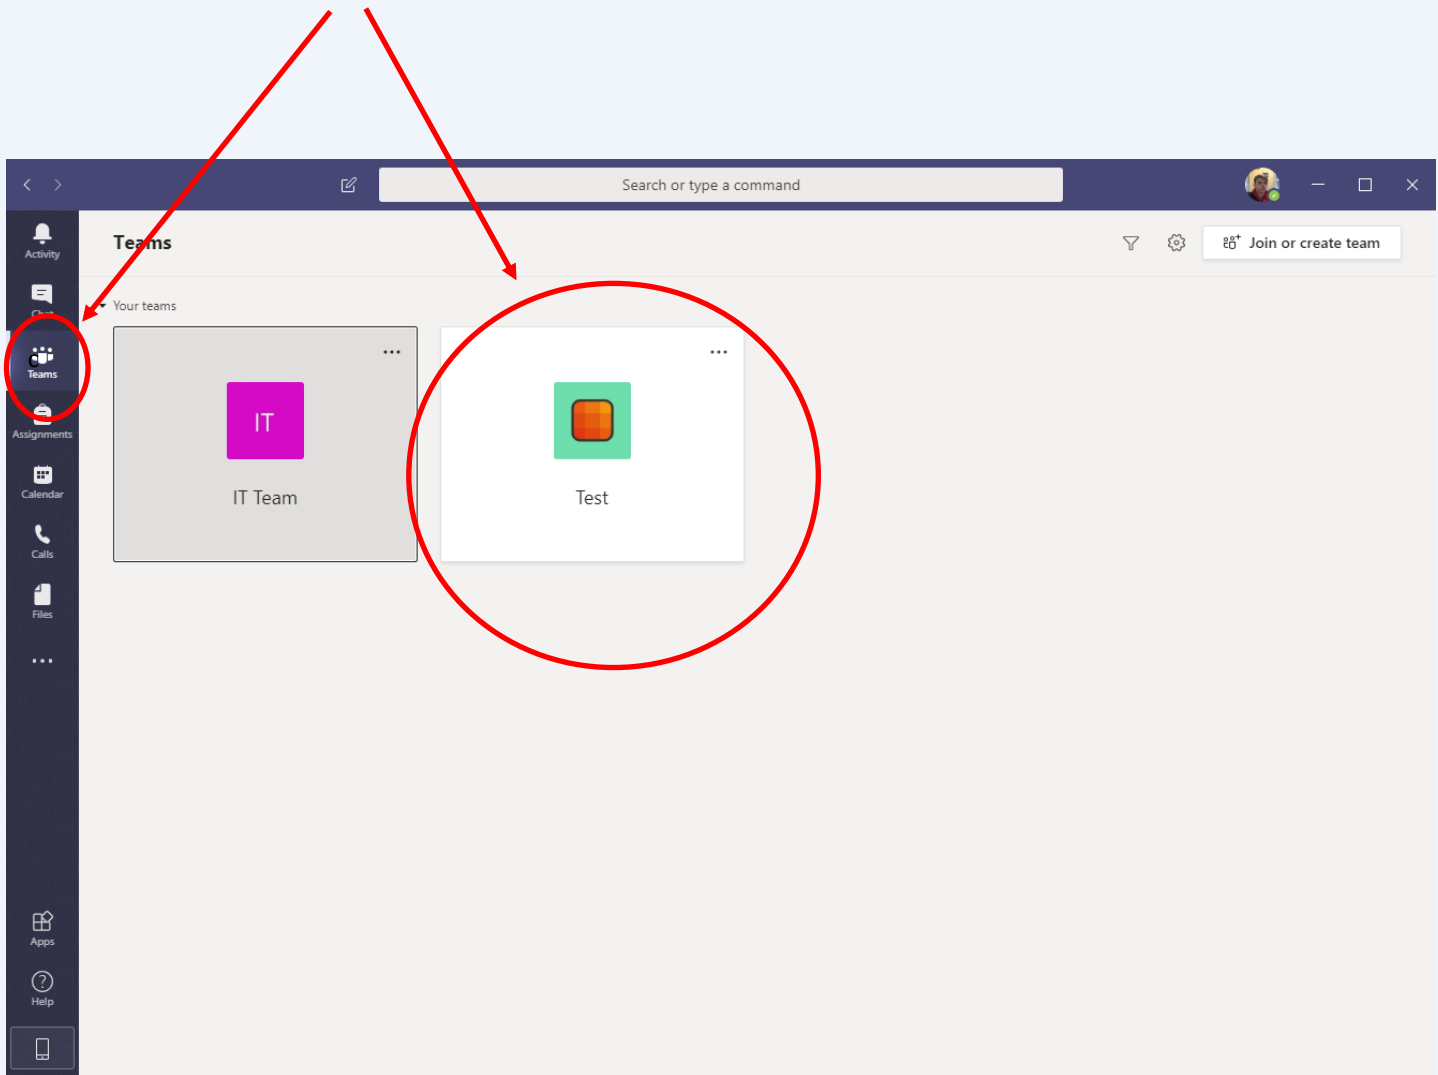 Search or type a command
Activity
Teams
Join or create team
Chat
Your teams
c
Teams
IT
Assignments
IT Team
Test
Calendar
Calls
Files
Apps
? 
Help